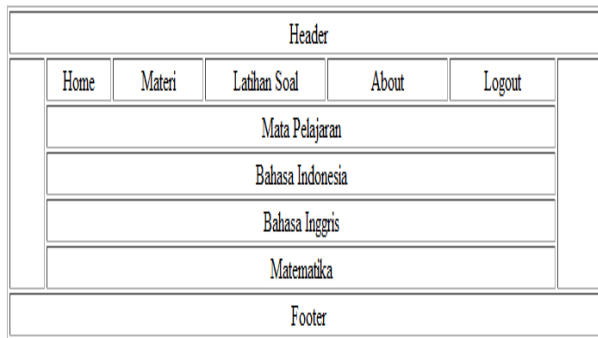 Header
Home Materi Latihan Soal About Logout
Mata Pelajaran
Bahasa Indonesia
Bahasa Inggris
Matematika
Footer